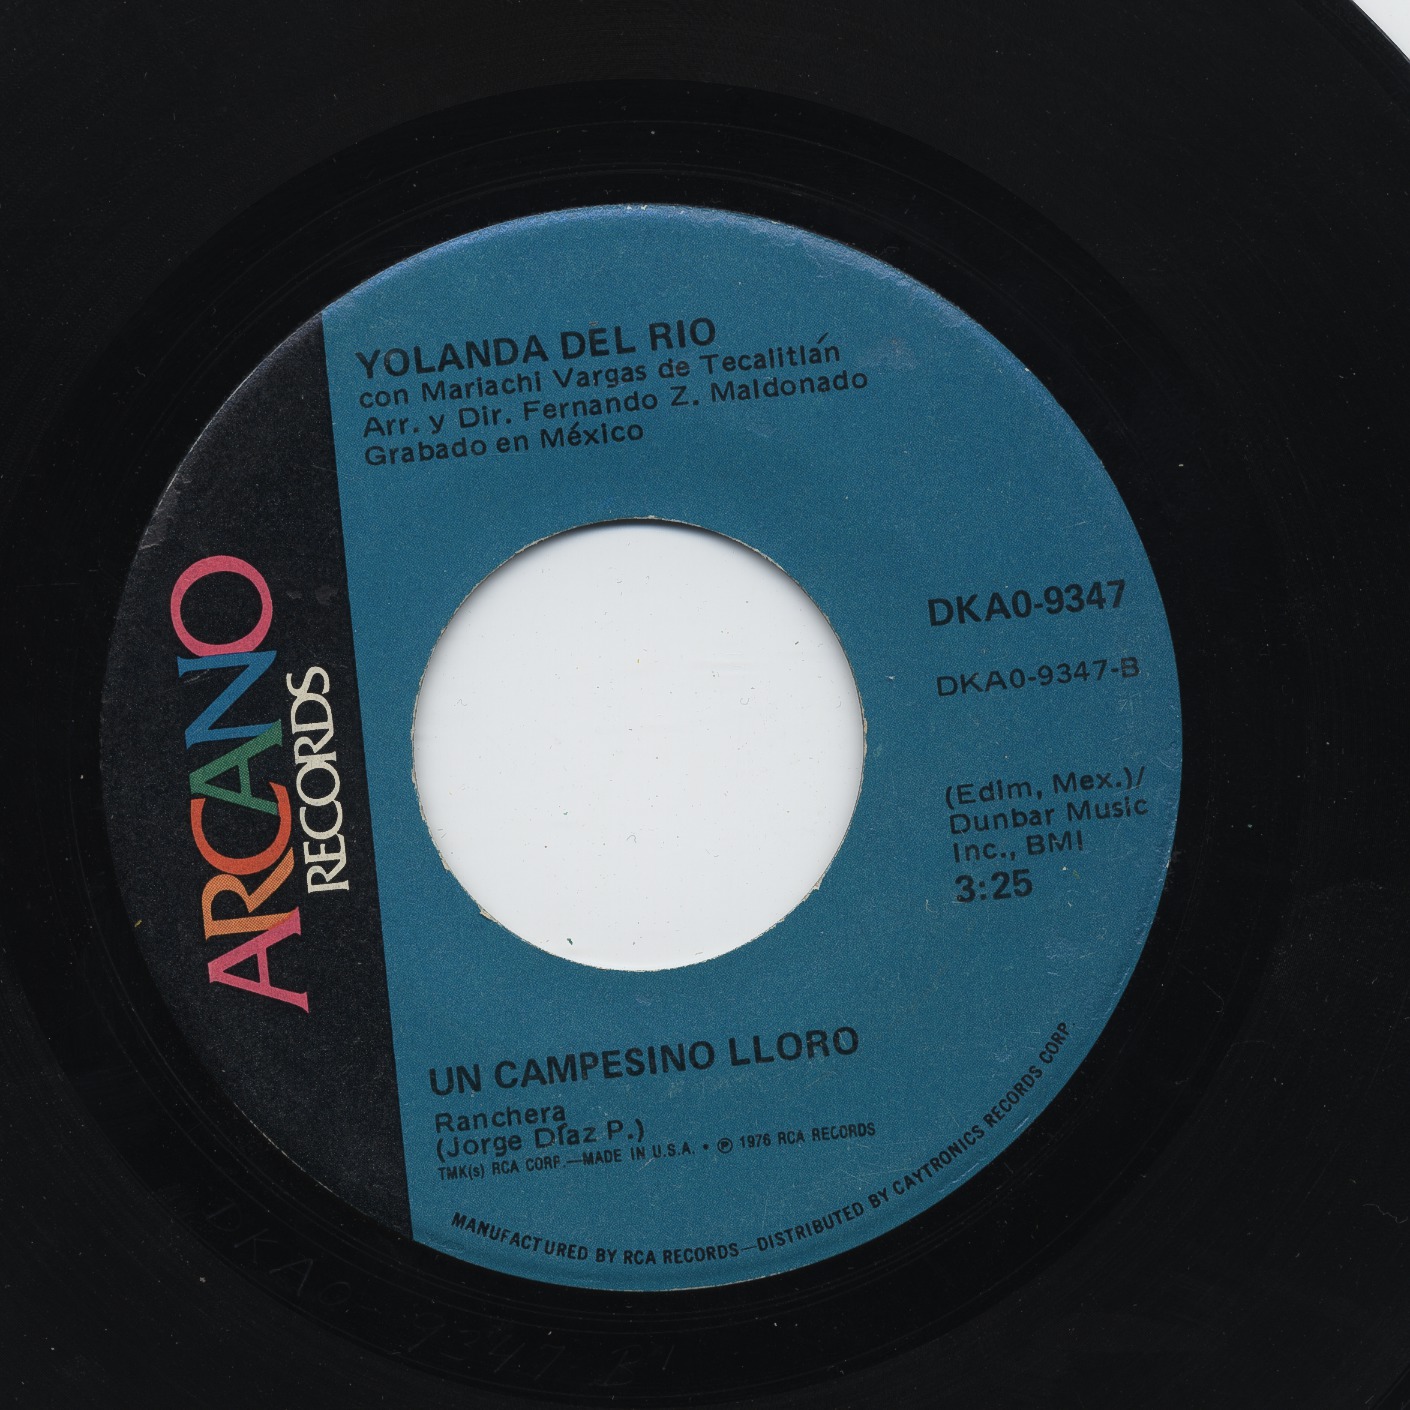 YOLANDA DEL RIO
con Mariachi Vargas de Tecalitlán
Arr. y Dir. Fernando Z. Maldonado
Grabado en México
ARCANO
RECORDS
DKA0-9347
DKA0-9347-B
(Edim, Mex.)/
Dunbar Music
Inc., BMI
3:25
UN CAMPESINO LLORO
Ranchera
(Jorge Díaz P.)
TMK(s) RCA CORP.—MADE IN U.S.A. • ℗ 1976 RCA RECORDS
MANUFACTURED BY RCA RECORDS—DISTRIBUTED BY CAYTRONICS RECORDS CORP.